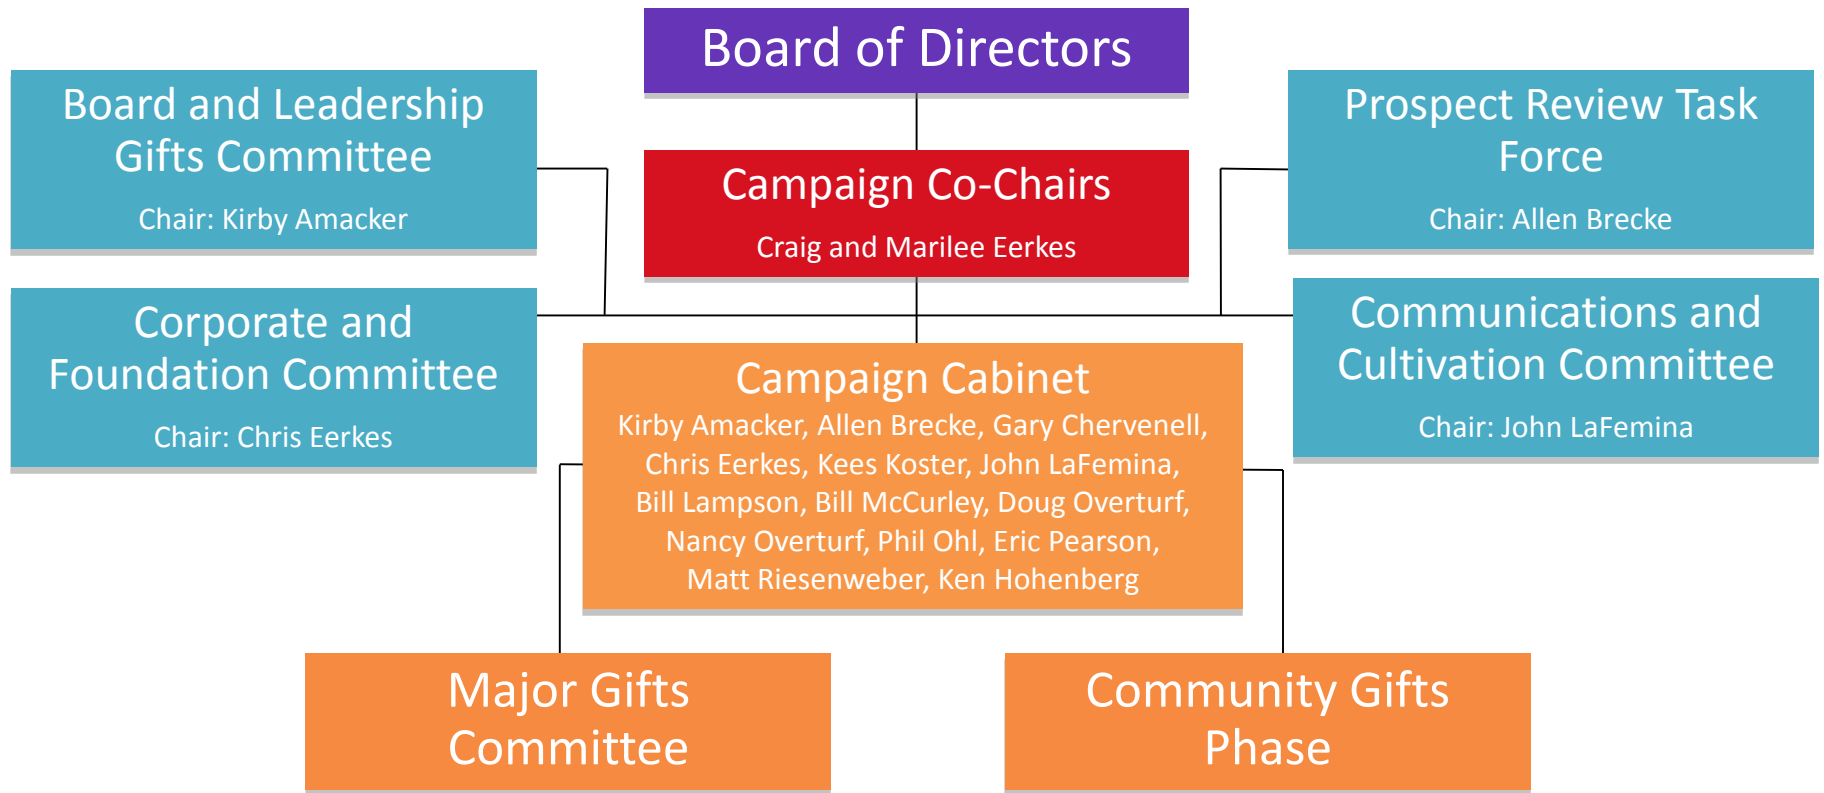 Board of Directors
Board and Leadership
Gifts Committee
Chair: Kirby Amacker
Prospect Review Task
Force
Chair: Allen Brecke
Campaign Co-Chairs
Craig and Marilee Eerkes
Corporate and
Foundation Committee
Chair: Chris Eerkes
Communications and
Cultivation Committee
Chair: John LaFemina
Campaign Cabinet
Kirby Amacker, Allen Brecke, Gary Chervenell,
Chris Eerkes, Kees Koster, John LaFemina,
Bill Lampson, Bill McCurley, Doug Overturf,
Nancy Overturf, Phil Ohl, Eric Pearson,
Matt Riesenweber, Ken Hohenberg
Major Gifts
Committee
Community Gifts
Phase